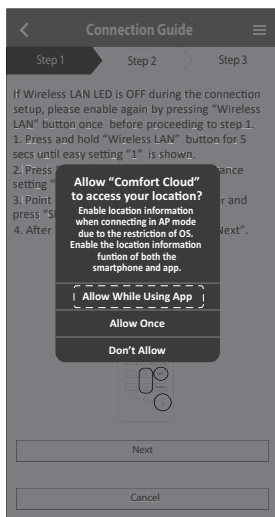 Connection Guide
Step 1
Step 2
Step 3
If Wireless LAN LED is OFF during the connection
setup, please enable again by pressing "Wireless
LAN" button once before proceeding to step 1.
1. Press and hold "Wireless LAN" button for 5
secs until easy setting "1" is shown.
2. Press
setting
3. Point
press
4. After
Next".
Allow "Comfort Cloud"
to access your location?
Enable location information
when connecting in AP mode
due to the restriction of OS.
Enable the location information
funtion of both the
smartphone and app.
Allow While Using App
Allow Once
Don't Allow
Next
Cancel